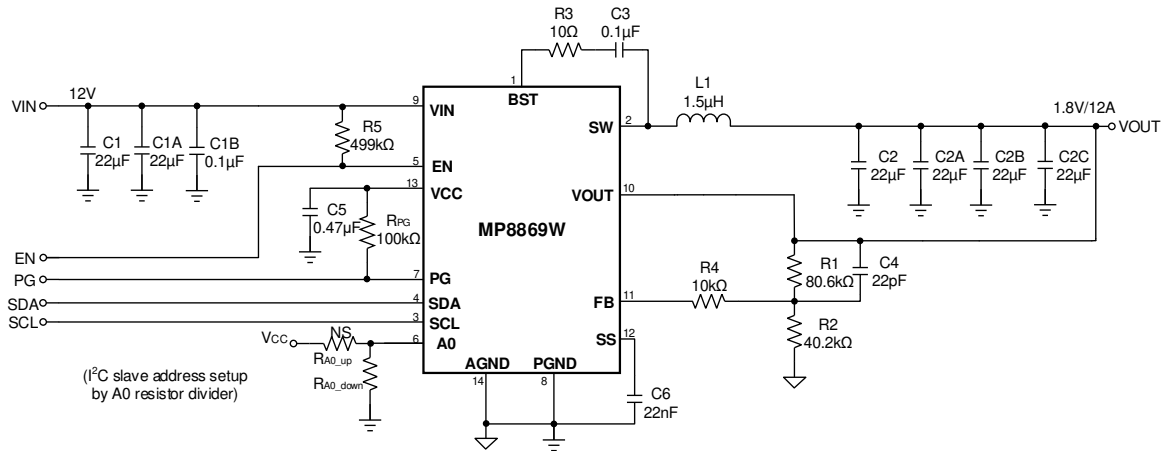 R3
10Ω
C3
0.1µF
1
BST
L1
1.5µH
12V
VIN
9
VIN
1.8V/12A
VOUT
SW
2
C1
22µF
C1A
22µF
C1B
0.1µF
R5
499kΩ
C2
22µF
C2A
22µF
C2B
22µF
C2C
22µF
5
EN
13
VCC
VOUT
10
C5
0.47µF
RPG
100kΩ
MP8869W
EN
PG
7
PG
R4
10kΩ
R1
80.6kΩ
C4
22pF
FB
11
SDA
4
SDA
SCL
3
SCL
R2
40.2kΩ
SS
12
VCC
NS
6
A0
RA0_up
RA0_down
AGND
14
PGND
8
C6
22nF
(I²C slave address setup
by A0 resistor divider)